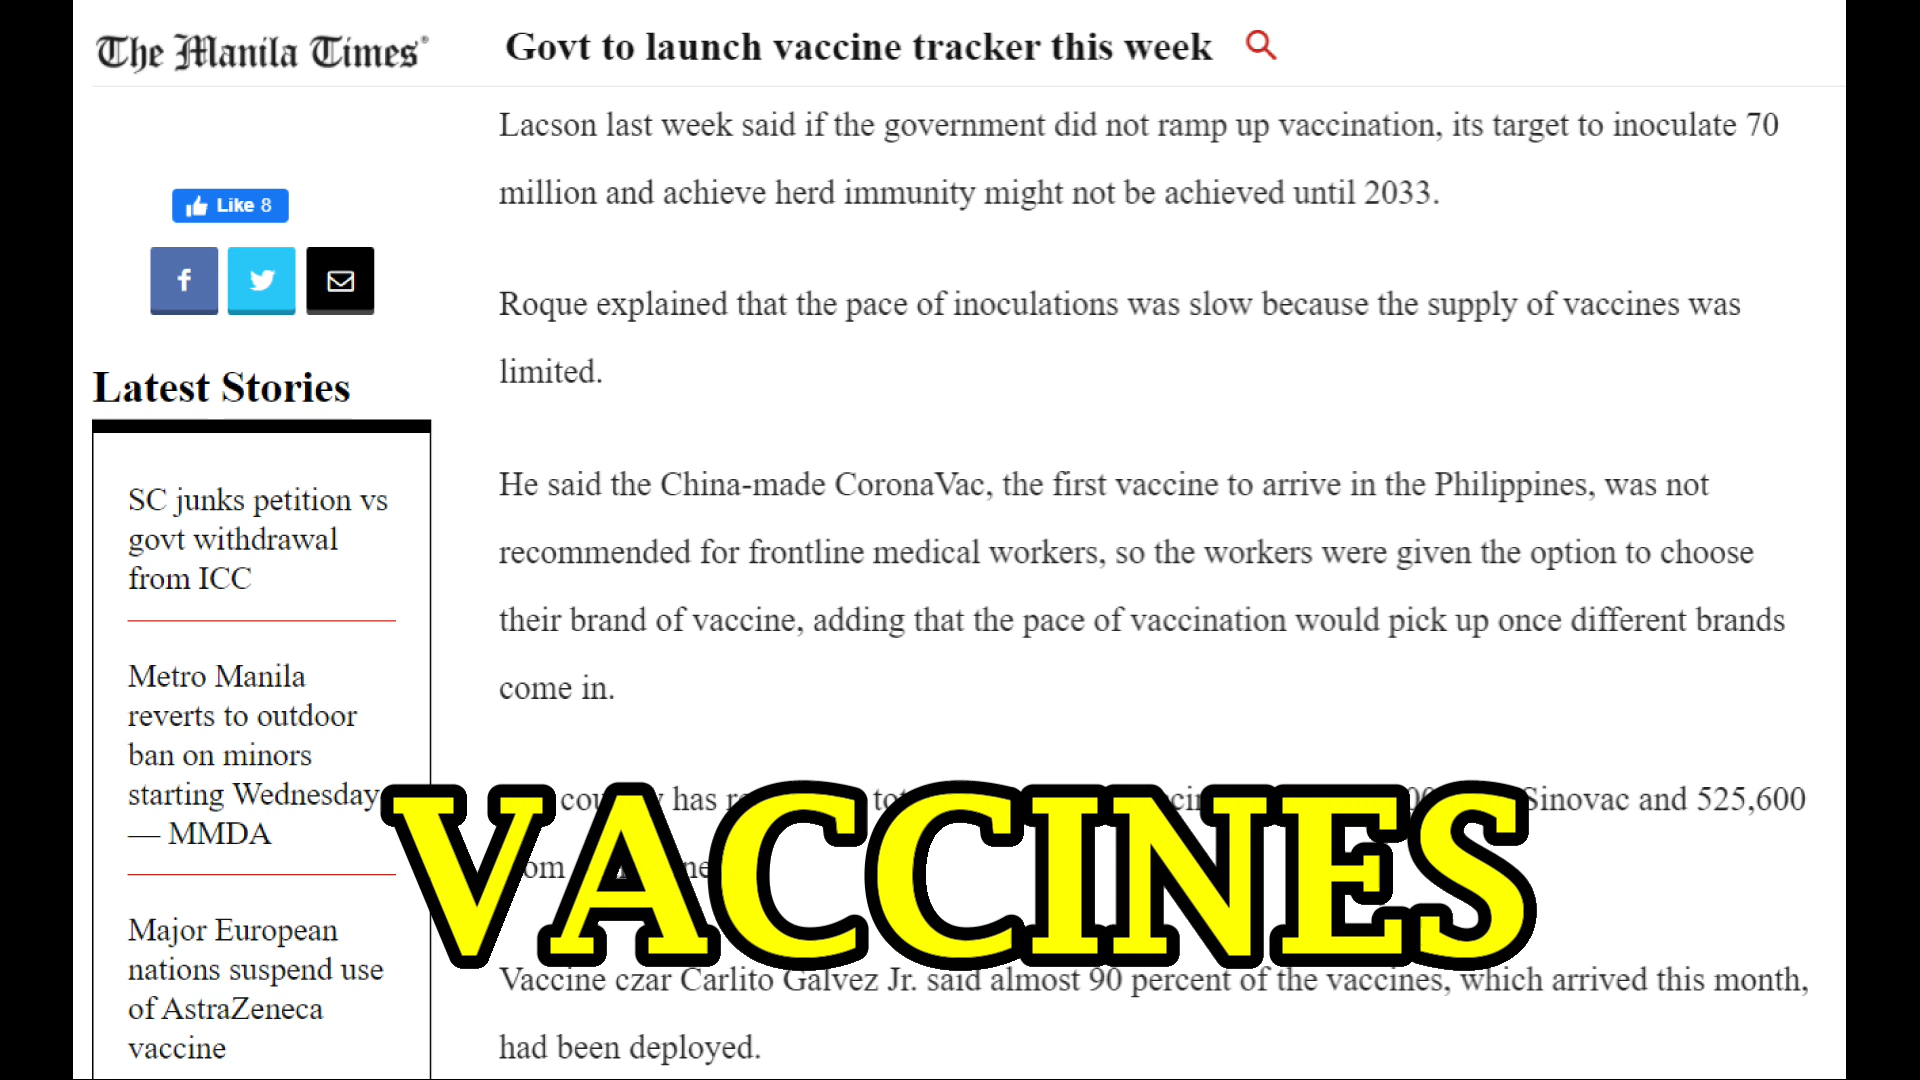 The Manila Times
Govt to launch vaccine tracker this week
Like 8
Latest Stories
SC junks petition vs
govt withdrawal
from ICC
Metro Manila
reverts to outdoor
ban on minors
starting Wednesday
— MMDA
Major European
nations suspend use
of AstraZeneca
vaccine
Lacson last week said if the government did not ramp up vaccination, its target to inoculate 70
million and achieve herd immunity might not be achieved until 2033.
Roque explained that the pace of inoculations was slow because the supply of vaccines was
limited.
He said the China-made CoronaVac, the first vaccine to arrive in the Philippines, was not
recommended for frontline medical workers, so the workers were given the option to choose
their brand of vaccine, adding that the pace of vaccination would pick up once different brands
come in.
has Sinovac and 525,600
VACCINES
Vaccine czar Carlito Galvez Jr. said almost 90 percent of the vaccines, which arrived this month,
had been deployed.